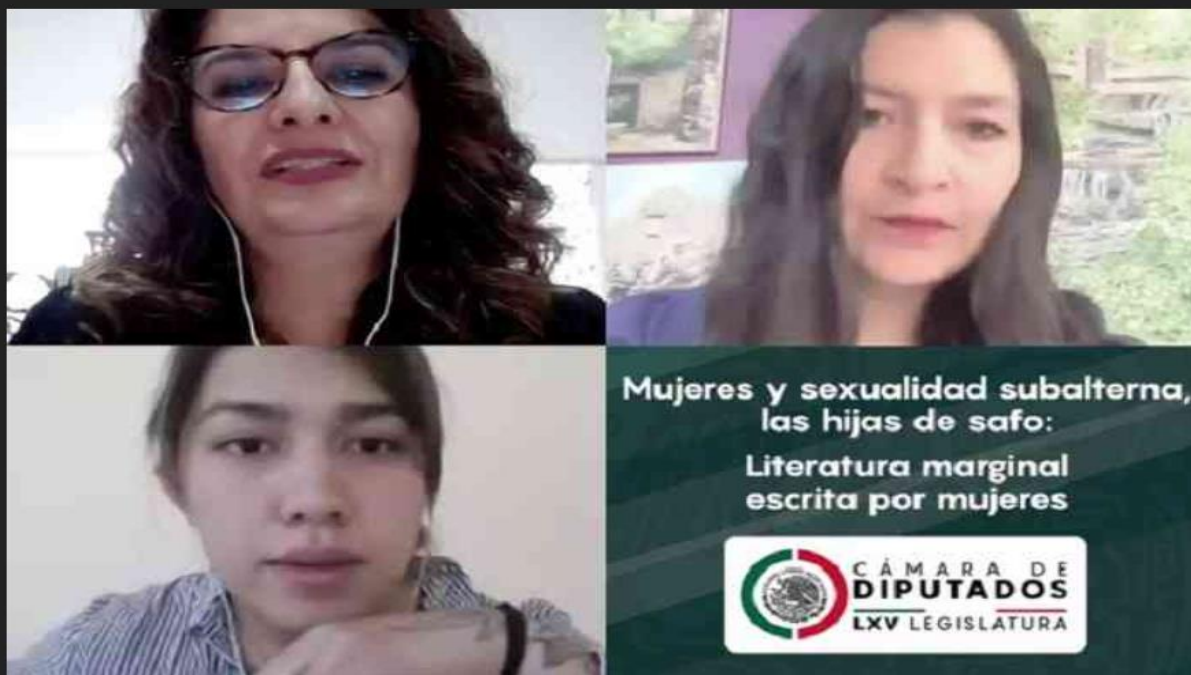 Mujeres y sexualidad subalterna,
las hijas de safo:
Literatura marginal
escrita por mujeres
CÁMARA DE
DIPUTADOS
LXV LEGISLATURA